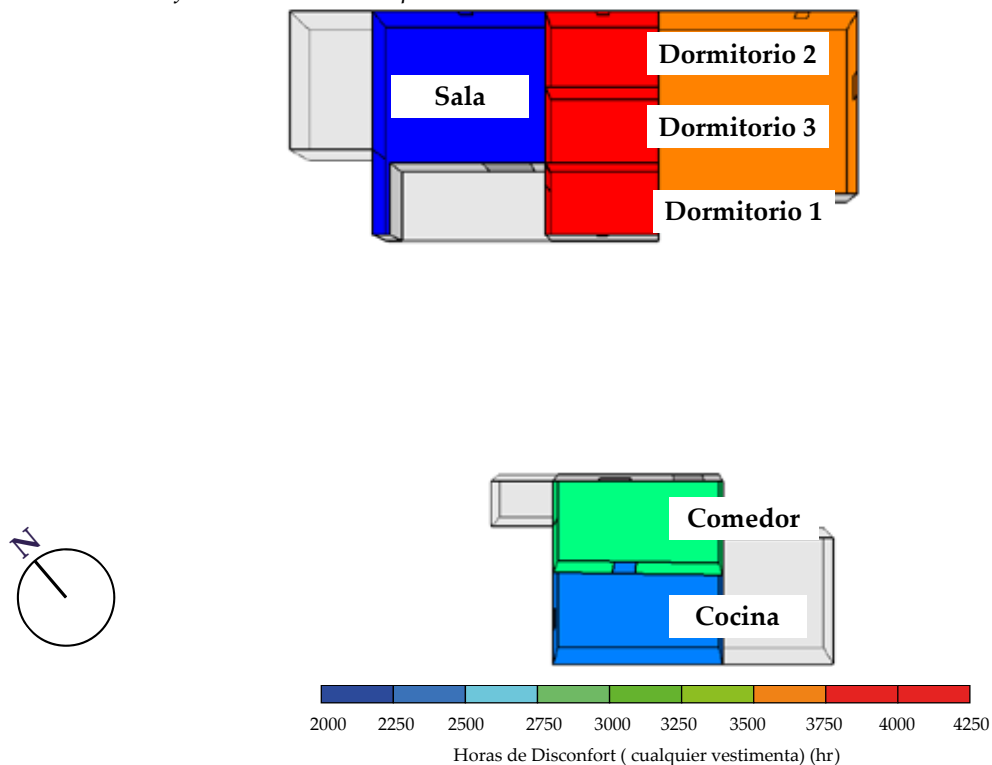 Dormitorio 2
Sala
Dormitorio 3
Dormitorio 1
Comedor
N
Cocina
2000 2250 2500 2750 3000 3250 3500 3750 4000 4250
Horas de Disconfort ( cualquier vestimenta) (hr)